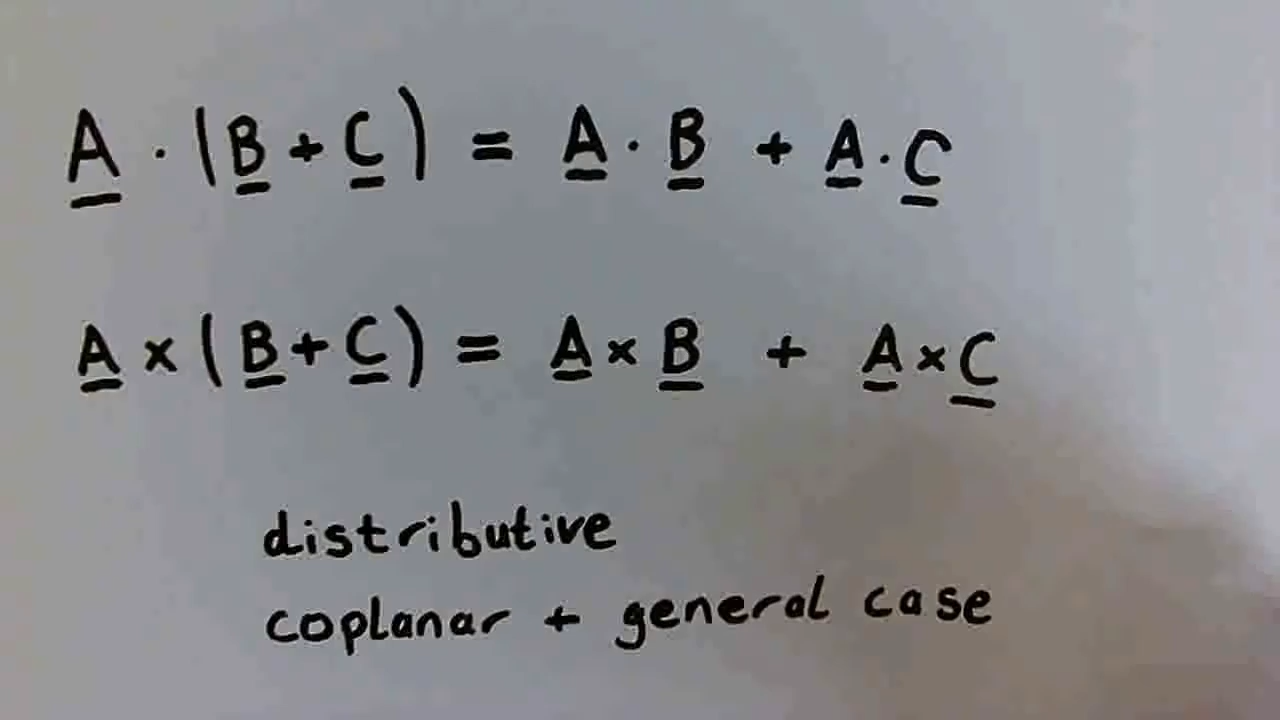 A · (B + C) = A · B + A · C
A × (B + C) = A × B + A × C
distributive
coplanar + general case